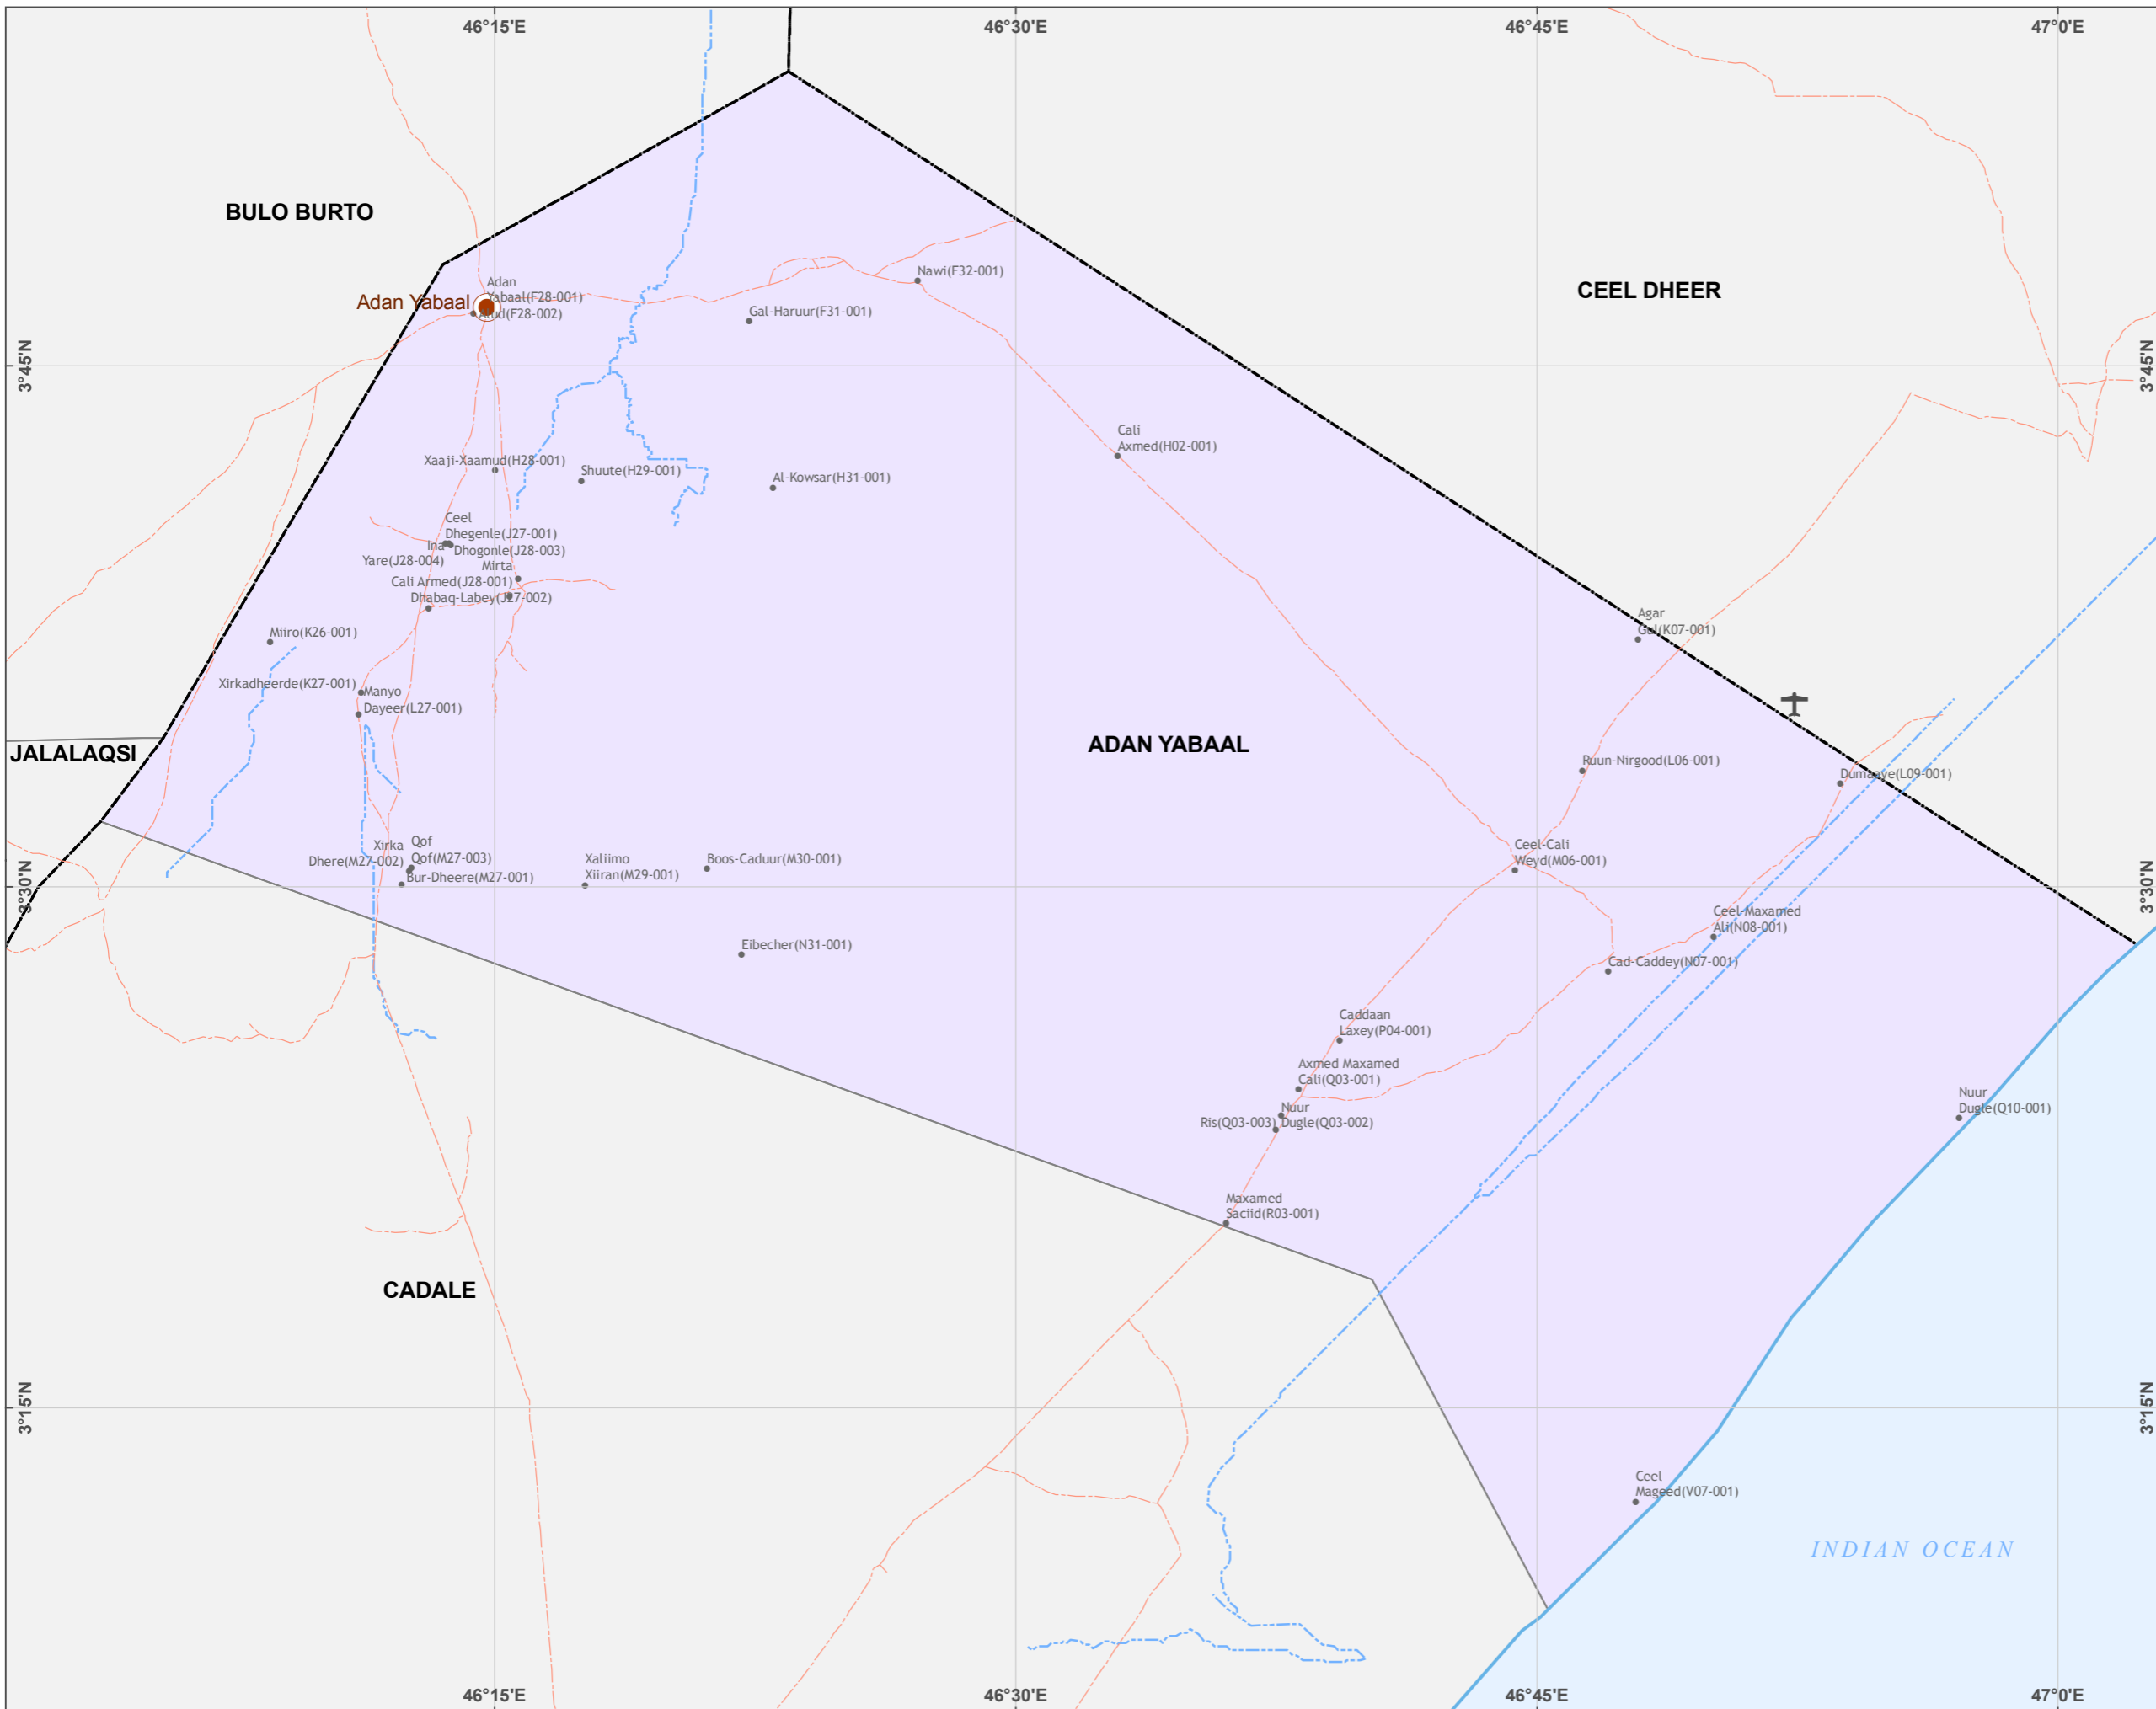 46°15'E
46°30'E
46°45'E
47°0'E
BULO BURTO
CEEL DHEER
Nawi(F32-001)
Adan
Yabaal(F28-001)
Adan Yabaal
Atud(F28-002)
Gal-Haruur(F31-001)
3°45'N
3°45'N
Cali
Axmed(H02-001)
Xaaji-Xaamud(H28-001)
Shuute(H29-001)
Al-Kowsar(H31-001)
Ceel
Dhegenle(J27-001)
Ina
Dhogonle(J28-003)
Yare(J28-004)
Mirta
Cali Armed(J28-001)
Dhabaq-Labey(J27-002)
Agar
Gul(K07-001)
Miiro(K26-001)
Xirkadheerde(K27-001)
Manyo
Dayeer(L27-001)
JALALAQSI
ADAN YABAAL
Ruun-Nirgood(L06-001)
Dumaaye(L09-001)
Xirka
Dhere(M27-002)
Qof
Qof(M27-003)
Bur-Dheere(M27-001)
Xaliimo
Xiiran(M29-001)
Boos-Caduur(M30-001)
Ceel-Cali
Weyd(M06-001)
3°30'N
3°30'N
Ceel-Maxamed
Ali(N08-001)
Eibecher(N31-001)
Cad-Caddey(N07-001)
Caddaan
Laxey(P04-001)
Axmed Maxamed
Cali(Q03-001)
Nuur
Dugle(Q10-001)
Nuur
Ris(Q03-003)
Dugle(Q03-002)
Maxamed
Saciid(R03-001)
CADALE
3°15'N
3°15'N
Ceel
Mageed(V07-001)
INDIAN OCEAN
46°15'E
46°30'E
46°45'E
47°0'E